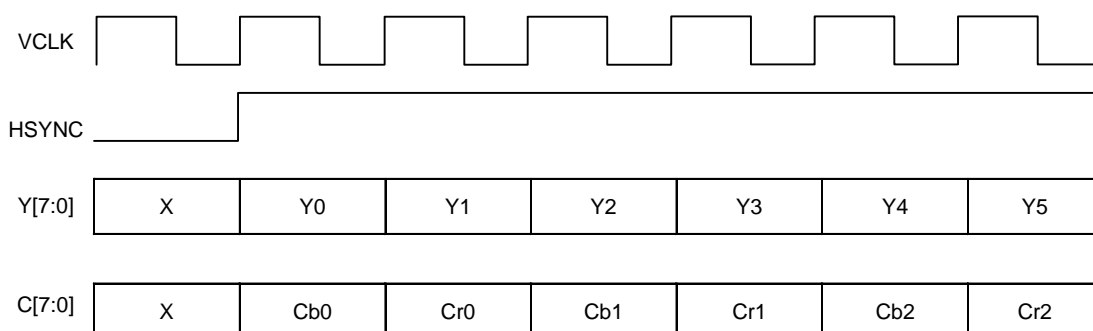 VCLK
HSYNC
Y[7:0] X Y0 Y1 Y2 Y3 Y4 Y5
C[7:0] X Cb0 Cr0 Cb1 Cr1 Cb2 Cr2